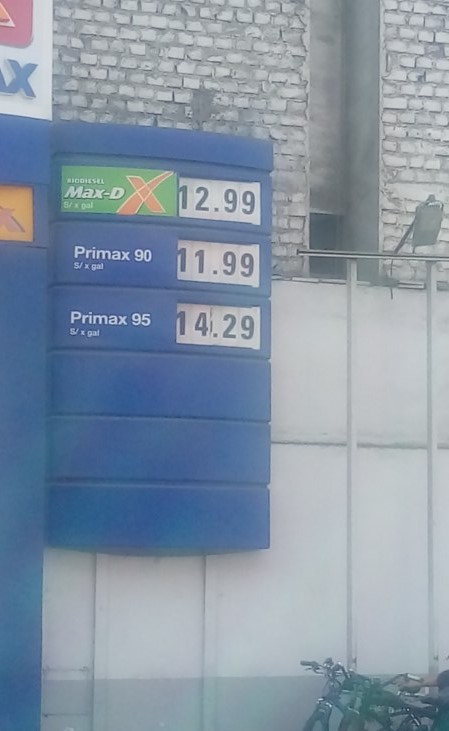 AX
BIODIESEL
Max-D X 12.99
S/ x gal
Primax 90 11.99
S/ x gal
Primax 95 14.29
S/ x gal